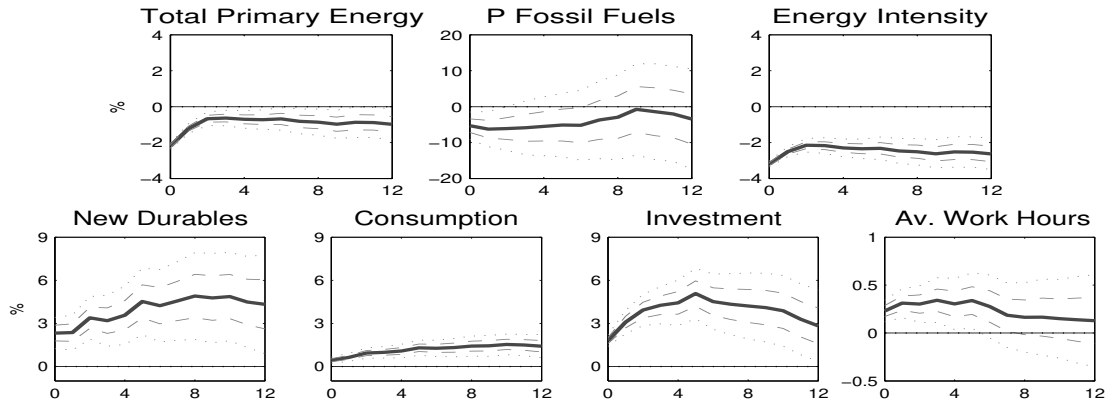 Total Primary Energy
P Fossil Fuels
Energy Intensity
4
2
0
−2
−4
%
0 4 8 12
20
10
0
−10
−20
0 4 8 12
4
2
0
−2
−4
0 4 8 12
New Durables
Consumption
Investment
Av. Work Hours
9
6
3
0
%
0 4 8 12
9
6
3
0
0 4 8 12
9
6
3
0
0 4 8 12
1
0.5
0
−0.5
0 4 8 12